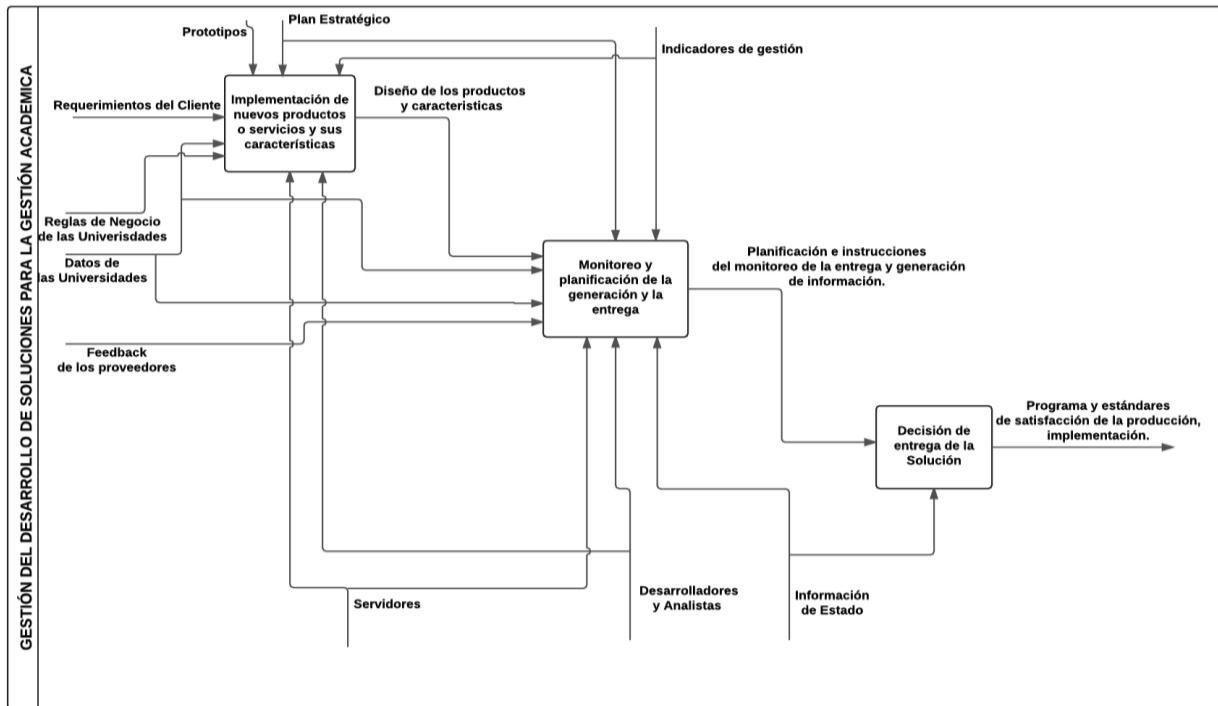 GESTIÓN DEL DESARROLLO DE SOLUCIONES PARA LA GESTIÓN ACADEMICA
Plan Estratégico
Prototipos
Indicadores de gestión
Requerimientos del Cliente
Implementación de
nuevos productos
o servicios y sus
características
Diseño de los productos
y caracteristicas
Reglas de Negocio
de las Univerisdades
Datos de
las Universidades
Monitoreo y
planificación de la
generación y la
entrega
Planificación e instrucciones
del monitoreo de la entrega y generación
de información.
Feedback
de los proveedores
Decisión de
entrega de la
Solución
Programa y estándares
de satisfacción de la producción,
implementación.
Servidores
Desarrolladores
y Analistas
Información
de Estado